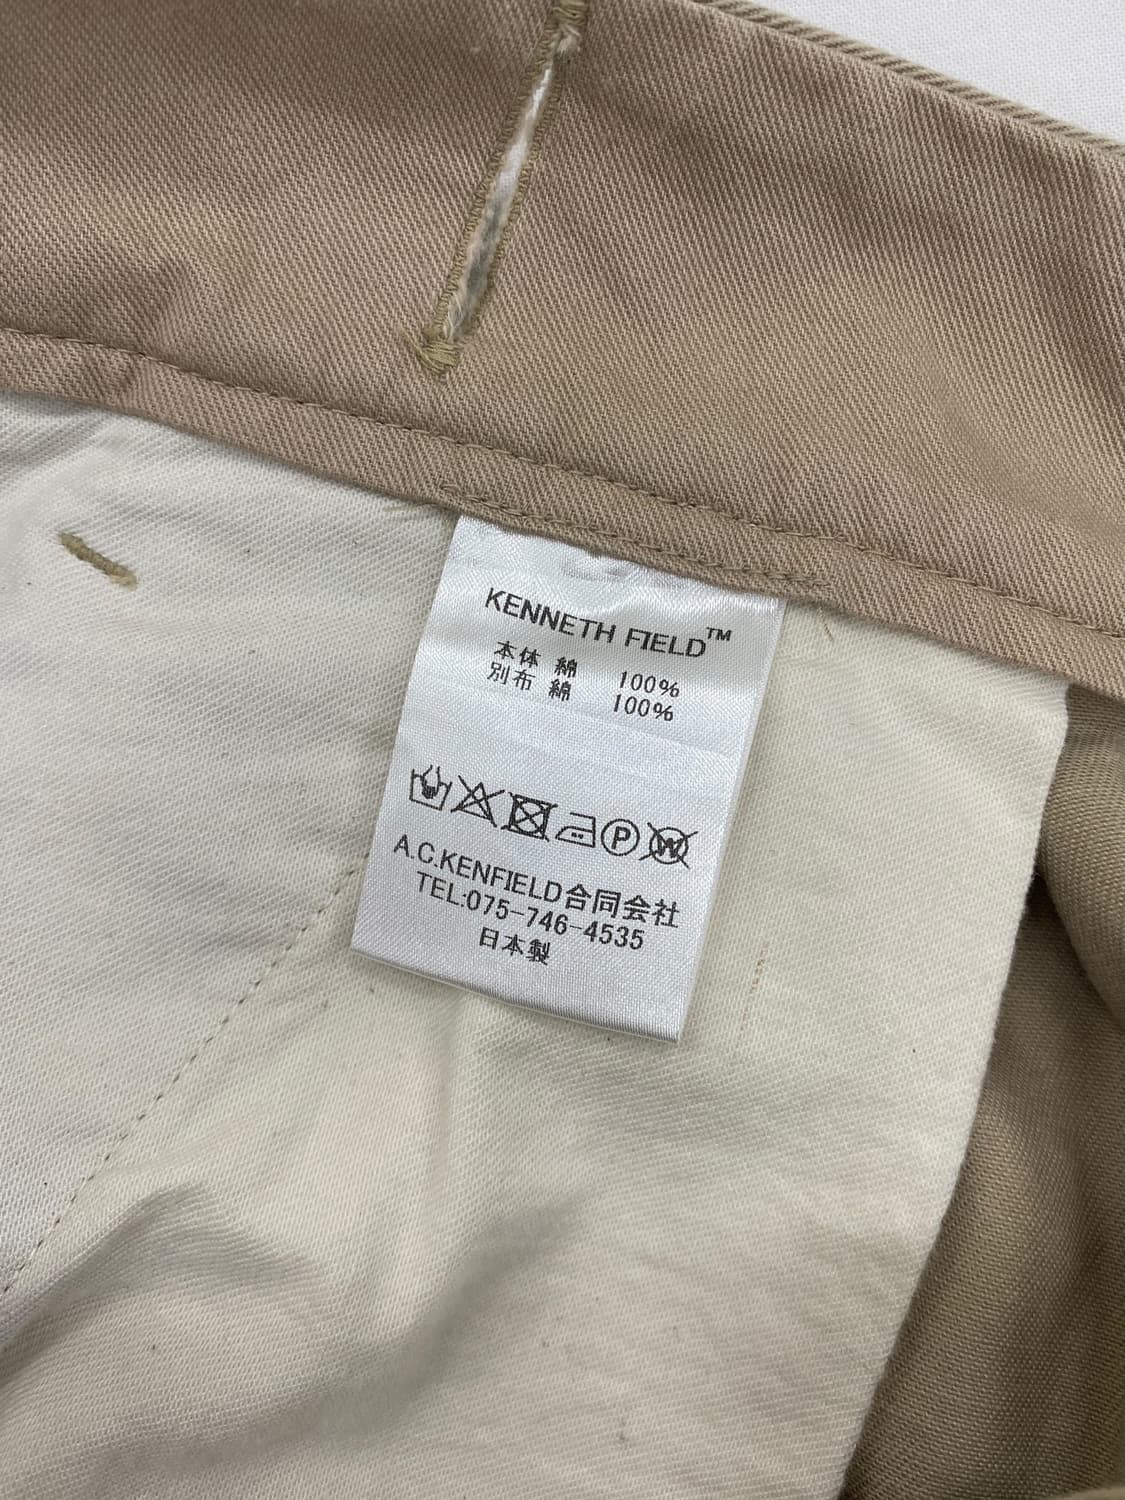 KENNETH FIELD™
本体 綿 100%
別布 綿 100%
P W
A.C.KENFIELD合同会社
TEL:075-746-4535
日本製